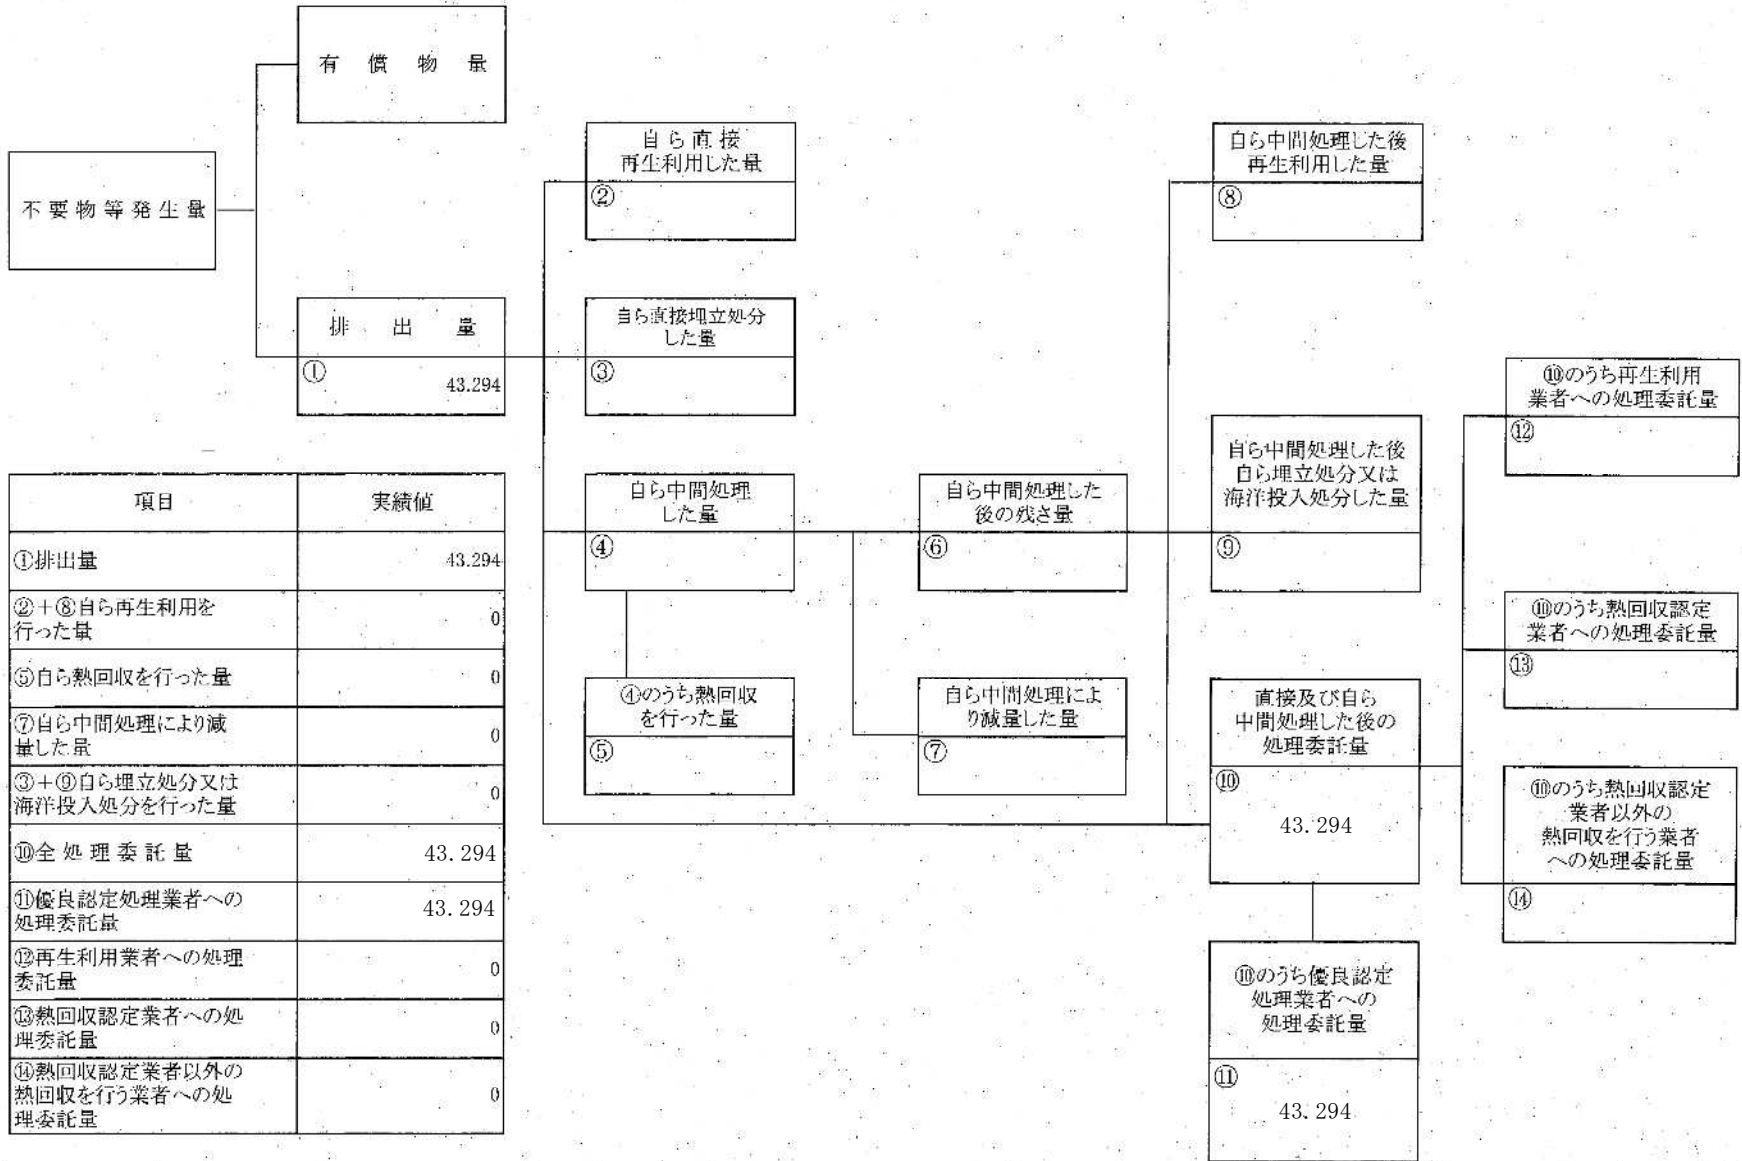 有償物量
不要物等発生量
排出量
①
43.294
自ら直接
再生利用した量
②
自ら直接埋立処分
した量
③
自ら中間処理
した量
④
④のうち熱回収
を行った量
⑤
自ら中間処理した
後の残さ量
⑥
自ら中間処理によ
り減量した量
⑦
自ら中間処理した後
再生利用した量
⑧
自ら中間処理した後
自ら埋立処分又は
海洋投入処分した量
⑨
直接及び自ら
中間処理した後の
処理委託量
⑩
43.294
⑩のうち優良認定
処理業者への
処理委託量
⑪
43.294
⑩のうち再生利用
業者への処理委託量
⑫
⑩のうち熱回収認定
業者への処理委託量
⑬
⑩のうち熱回収認定
業者以外の
熱回収を行う業者
への処理委託量
⑭
項目 実績値
①排出量 43.294
②+⑧自ら再生利用を
行った量 0
⑤自ら熱回収を行った量 0
⑦自ら中間処理により減
量した量 0
③+⑨自ら埋立処分又は
海洋投入処分を行った量 0
⑩全処理委託量 43.294
⑪優良認定処理業者への
処理委託量 43.294
⑫再生利用業者への処理
委託量 0
⑬熱回収認定業者への処
理委託量 0
⑭熱回収認定業者以外の
熱回収を行う業者への処
理委託量 0